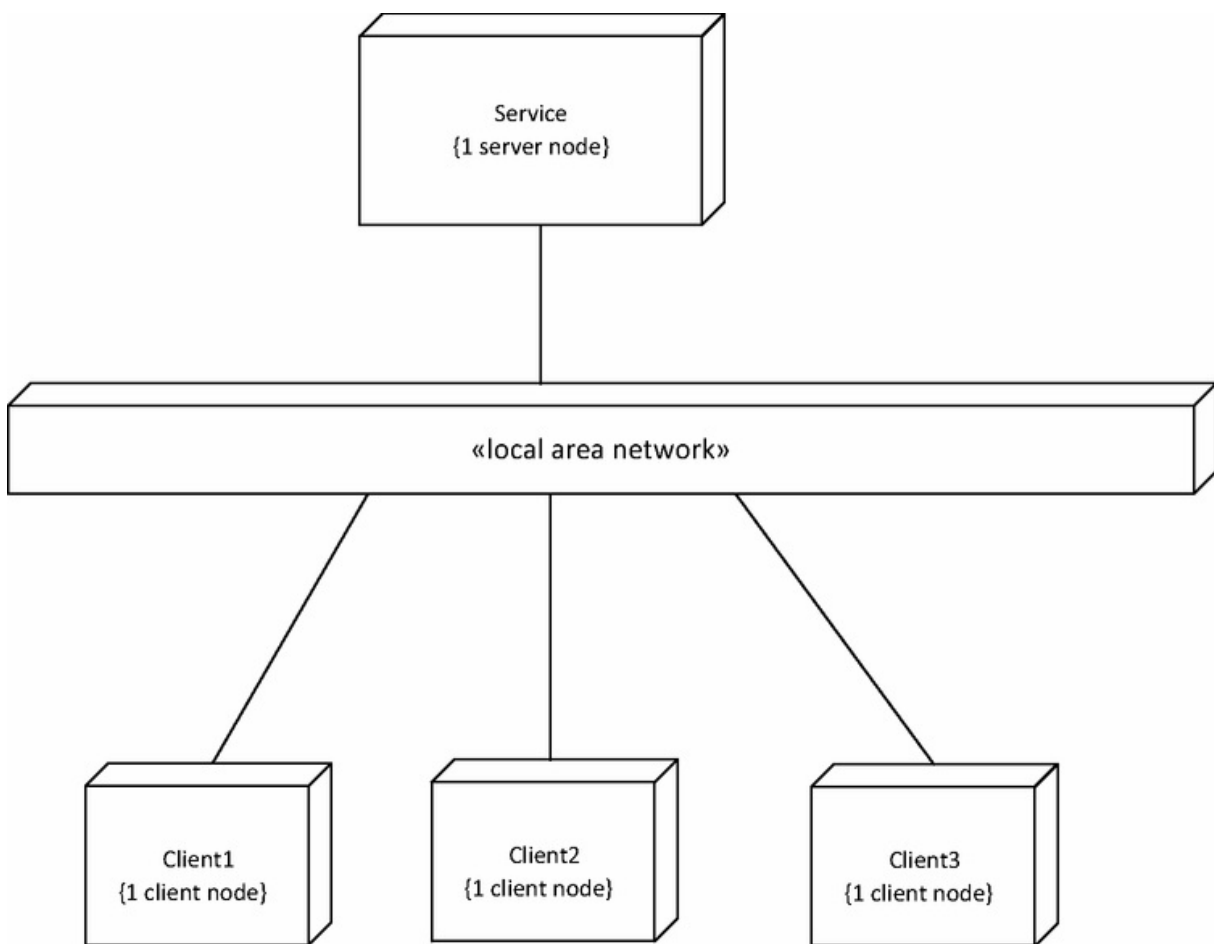 Service
{1 server node}
«local area network»
Client1
{1 client node}
Client2
{1 client node}
Client3
{1 client node}